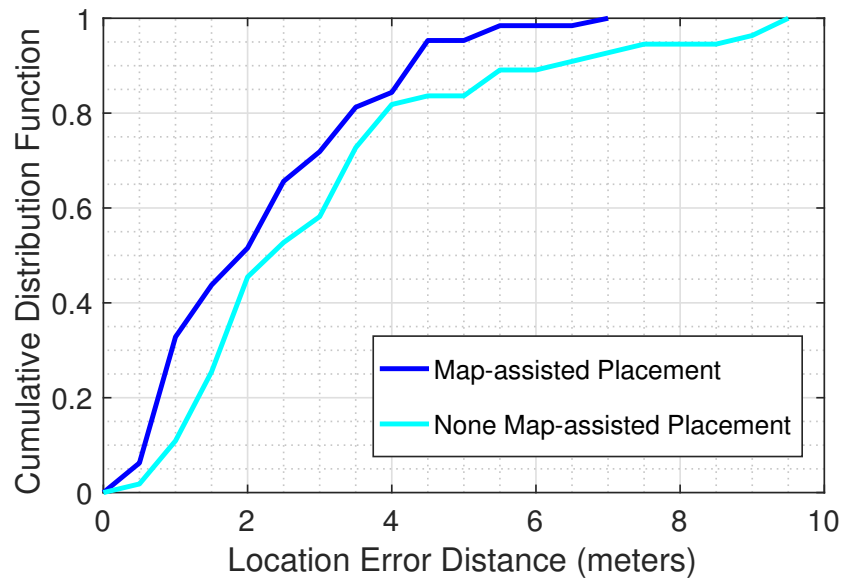 1
0.8
0.6
0.4
0.2
0
Cumulative Distribution Function
Map-assisted Placement
None Map-assisted Placement
0 2 4 6 8 10
Location Error Distance (meters)